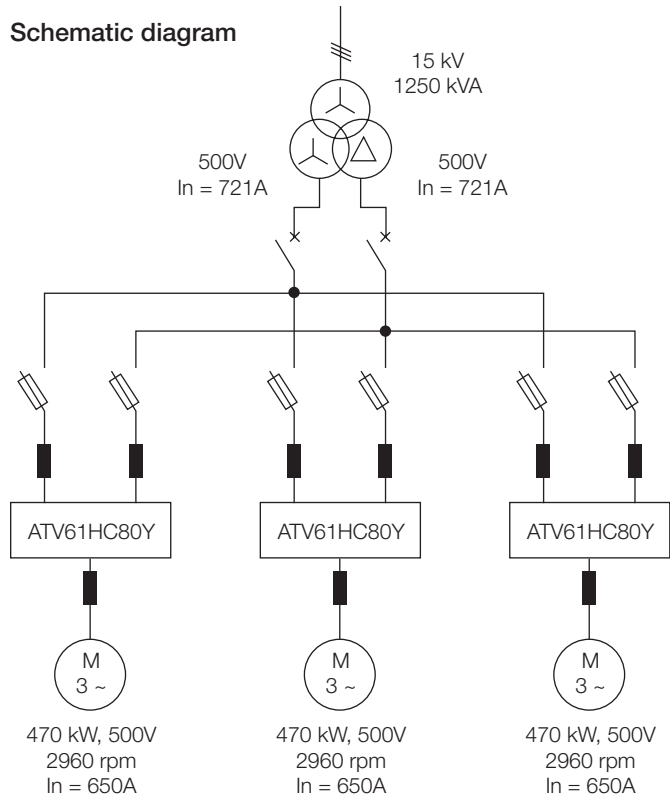 Schematic diagram
15 kV
1250 kVA
500V
In = 721A
500V
In = 721A
ATV61HC80Y
ATV61HC80Y
ATV61HC80Y
M
3 ~
M
3 ~
M
3 ~
470 kW, 500V
2960 rpm
In = 650A
470 kW, 500V
2960 rpm
In = 650A
470 kW, 500V
2960 rpm
In = 650A